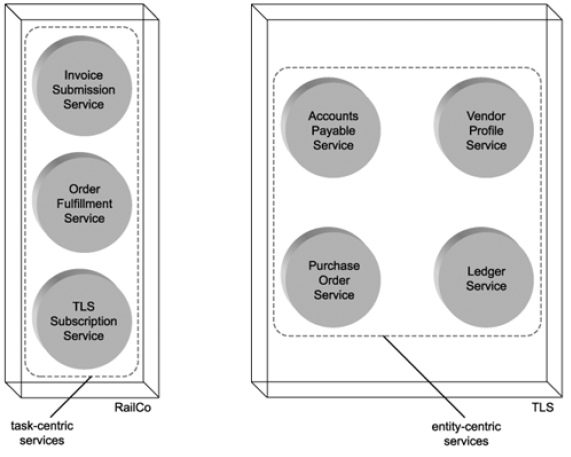 Invoice
Submission
Service
Order
Fulfillment
Service
TLS
Subscription
Service
RailCo
task-centric
services
Accounts
Payable
Service
Vendor
Profile
Service
Purchase
Order
Service
Ledger
Service
TLS
entity-centric
services